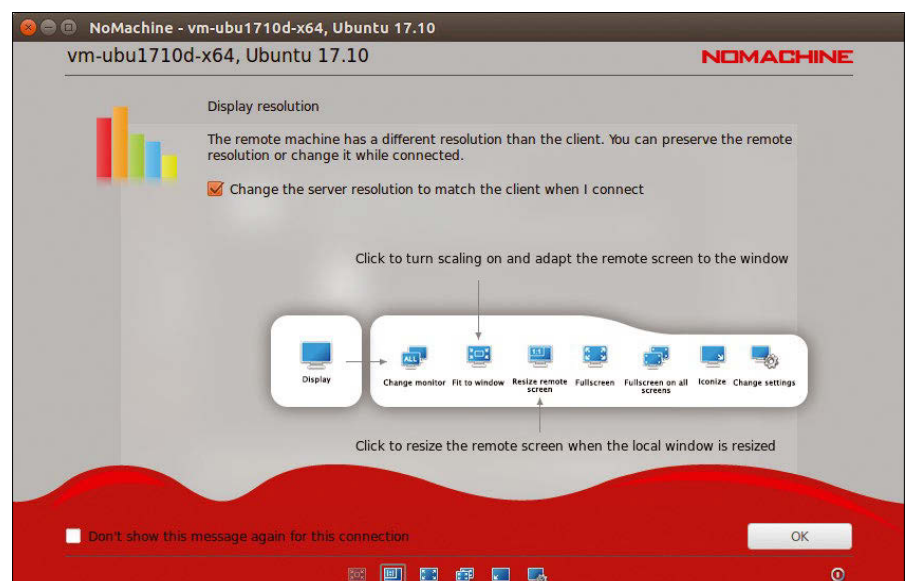 NoMachine - vm-ubu1710d-x64, Ubuntu 17.10
vm-ubu1710d-x64, Ubuntu 17.10
NOMACHINE
Display resolution
The remote machine has a different resolution than the client. You can preserve the remote
resolution or change it while connected.
Change the server resolution to match the client when I connect
Click to turn scaling on and adapt the remote screen to the window
ALL
1:1
Display
Change monitor
Fit to window
Resize remote
screen
Fullscreen
Fullscreen on all
screens
Iconize
Change settings
Click to resize the remote screen when the local window is resized
Don't show this message again for this connection
OK